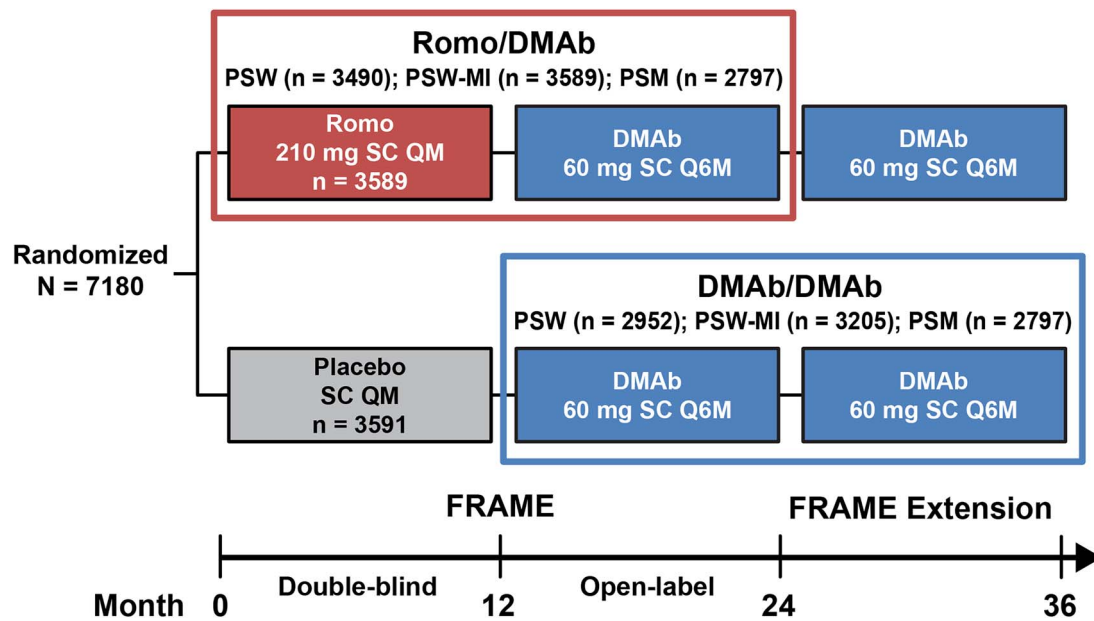 Romo/DMAb
PSW (n = 3490); PSW-MI (n = 3589); PSM (n = 2797)
Romo
210 mg SC QM
n = 3589
DMAb
60 mg SC Q6M
DMAb
60 mg SC Q6M
Randomized
N = 7180
DMAb/DMAb
PSW (n = 2952); PSW-MI (n = 3205); PSM (n = 2797)
Placebo
SC QM
n = 3591
DMAb
60 mg SC Q6M
DMAb
60 mg SC Q6M
FRAME
FRAME Extension
Double-blind
Open-label
Month 0 12 24 36